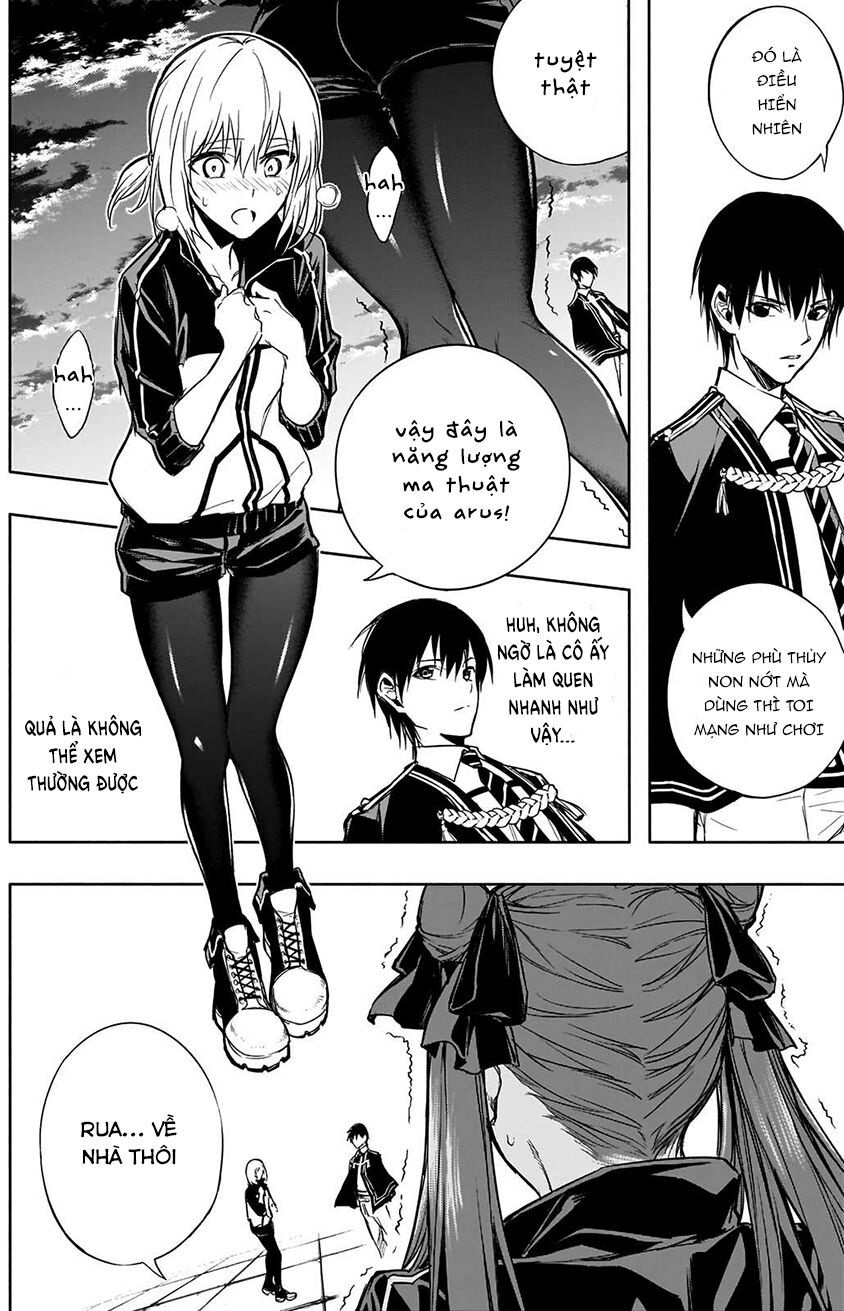 ĐÓ LÀ
ĐIỀU
HIỂN
NHIÊN
NHỮNG PHÙ THỦY
NON NỚT MÀ
DÙNG THÌ TOI
MẠNG NHƯ CHƠI
tuyệt
thật
hah
...
hah
...
vậy đây là
năng lượng
ma thuật
của arus!
HUH, KHÔNG
NGỜ LÀ CÔ ẤY
LÀM QUEN
NHANH NHƯ
VẬY...
QUẢ LÀ KHÔNG
THỂ XEM
THƯỜNG ĐƯỢC
RUA... VỀ
NHÀ THÔI